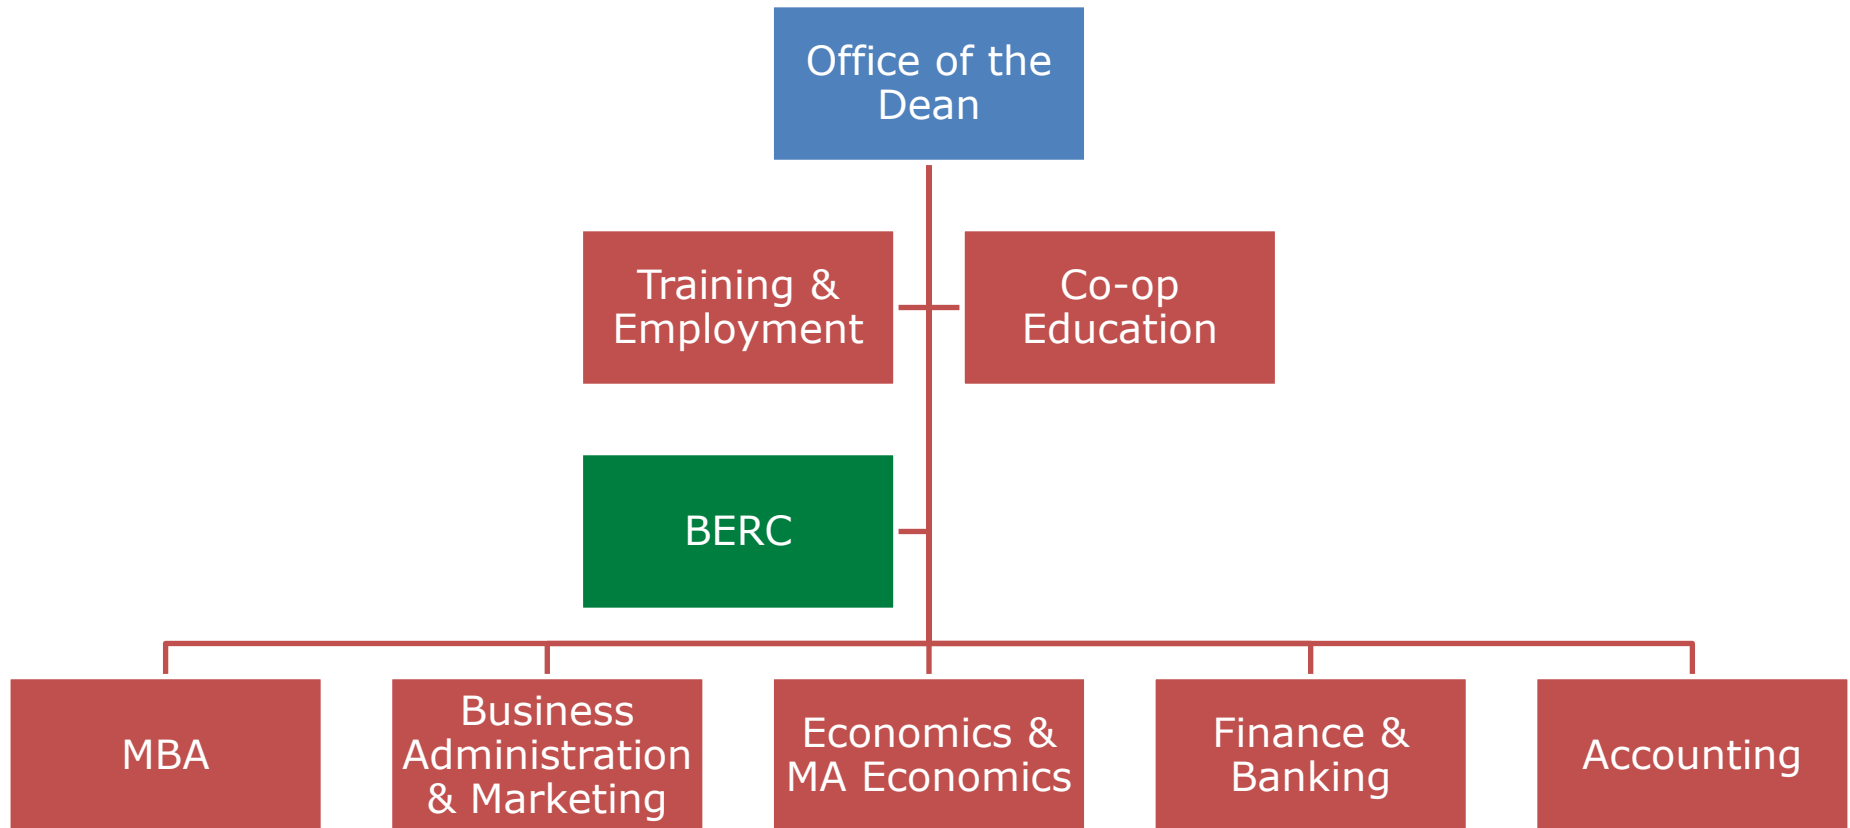 Office of the
Dean
Training &
Employment
Co-op
Education
BERC
MBA
Business
Administration
& Marketing
Economics &
MA Economics
Finance &
Banking
Accounting